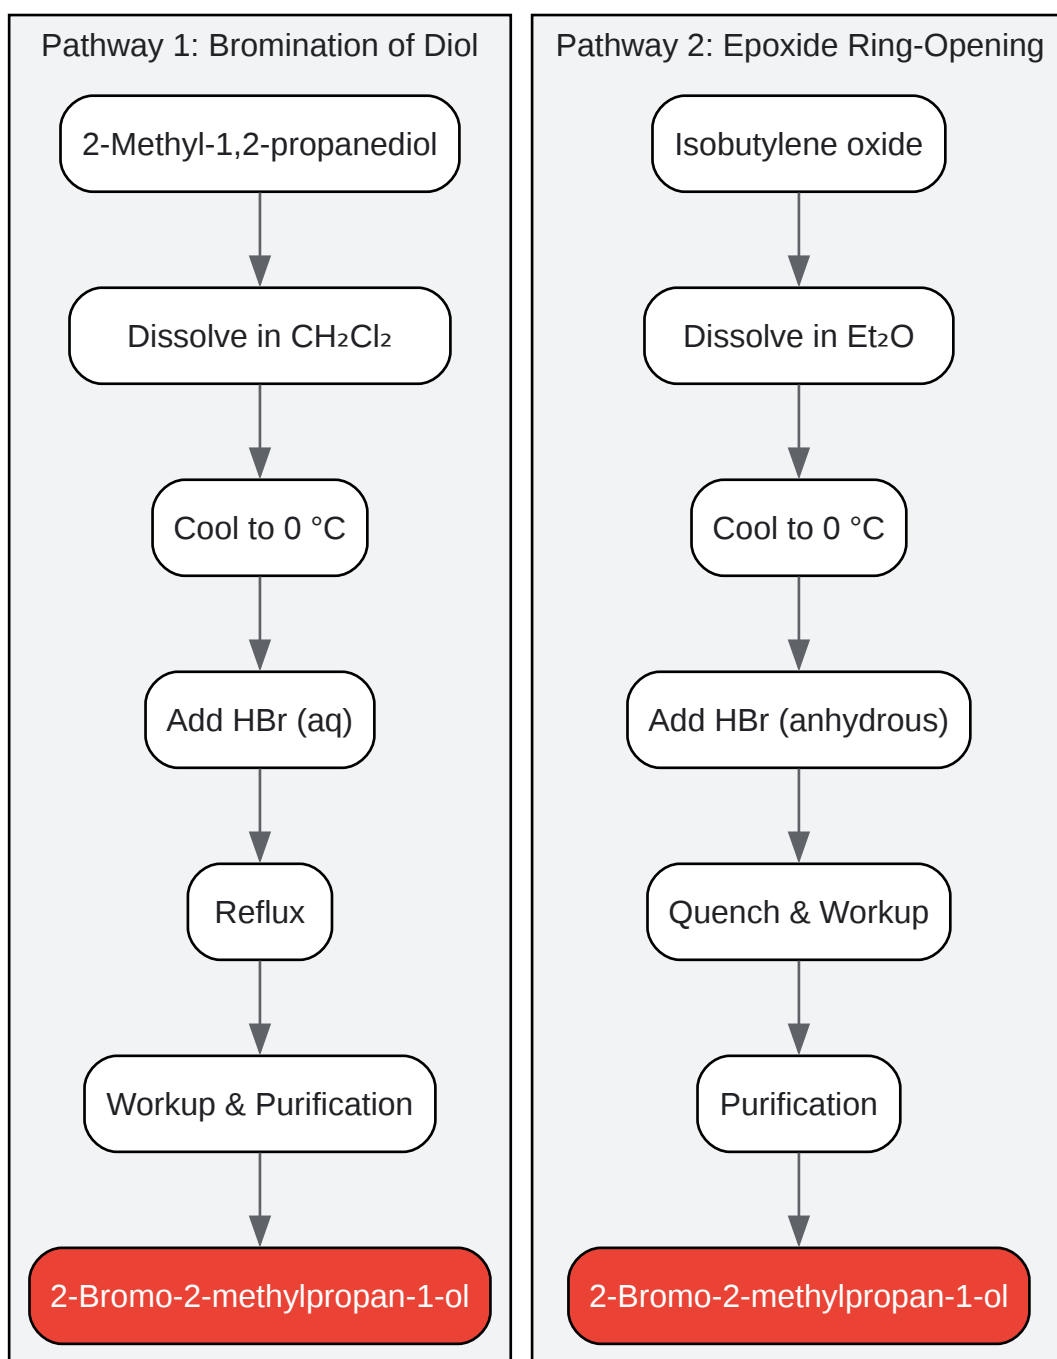 Pathway 1: Bromination of Diol
2-Methyl-1,2-propanediol
Dissolve in CH₂Cl₂
Cool to 0 °C
Add HBr (aq)
Reflux
Workup & Purification
2-Bromo-2-methylpropan-1-ol
Pathway 2: Epoxide Ring-Opening
Isobutylene oxide
Dissolve in Et₂O
Cool to 0 °C
Add HBr (anhydrous)
Quench & Workup
Purification
2-Bromo-2-methylpropan-1-ol